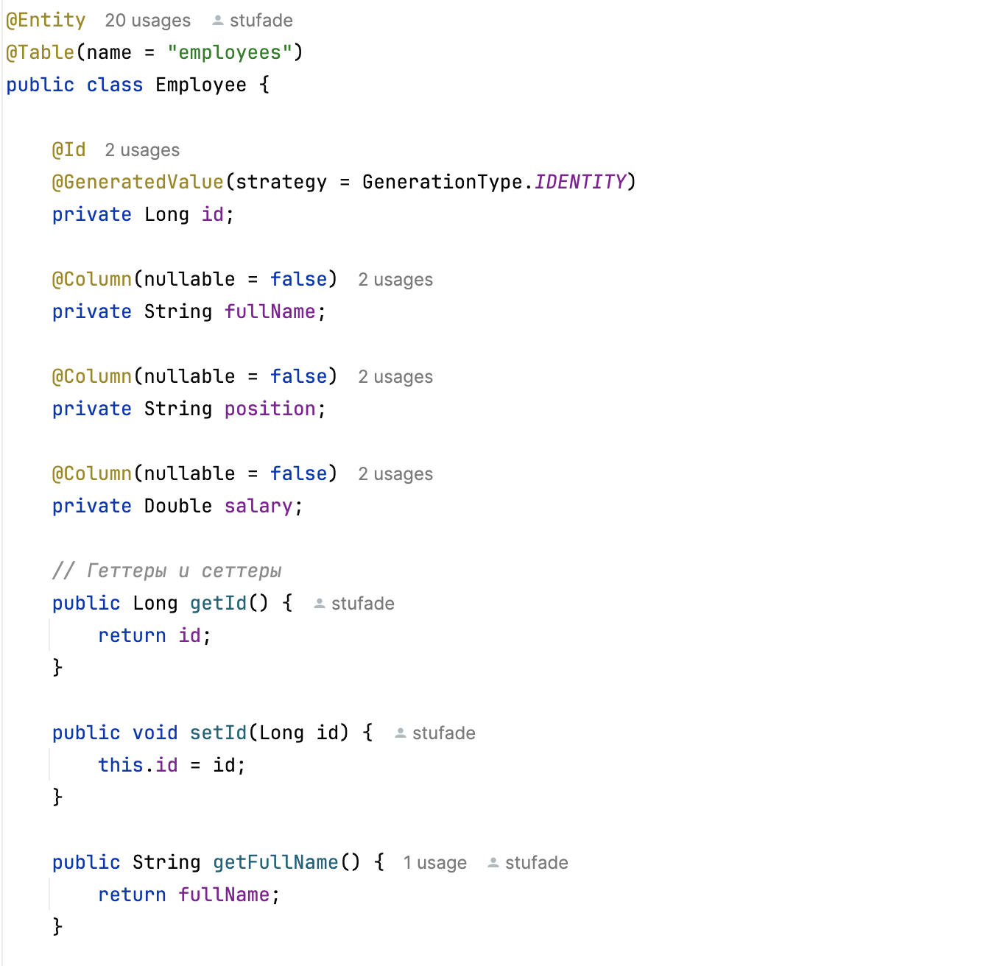 @Entity 20 usages stufade
@Table(name = "employees")
public class Employee {
@Id 2 usages
@GeneratedValue(strategy = GenerationType.IDENTITY)
private Long id;
@Column(nullable = false) 2 usages
private String fullName;
@Column(nullable = false) 2 usages
private String position;
@Column(nullable = false) 2 usages
private Double salary;
// Геттеры и сеттеры
public Long getId() { stufade
return id;
}
public void setId(Long id) { stufade
this.id = id;
}
public String getFullName() { 1 usage stufade
return fullName;
}